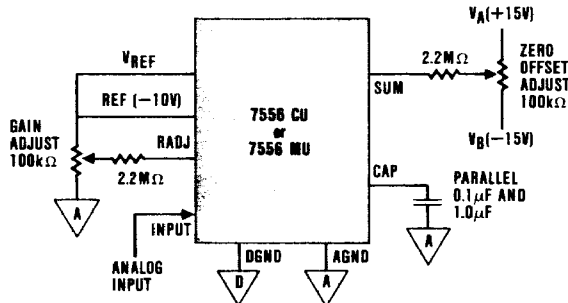 VA(+15V)
VREF
2.2MΩ
ZERO
OFFSET
ADJUST
100kΩ
SUM
REF (−10V)
7556 CU
or
7556 MU
GAIN
ADJUST
100kΩ
RADJ
VB(−15V)
2.2MΩ
CAP
PARALLEL
0.1μF AND
1.0μF
A
INPUT
A
ANALOG
INPUT
DGND
AGND
D
A